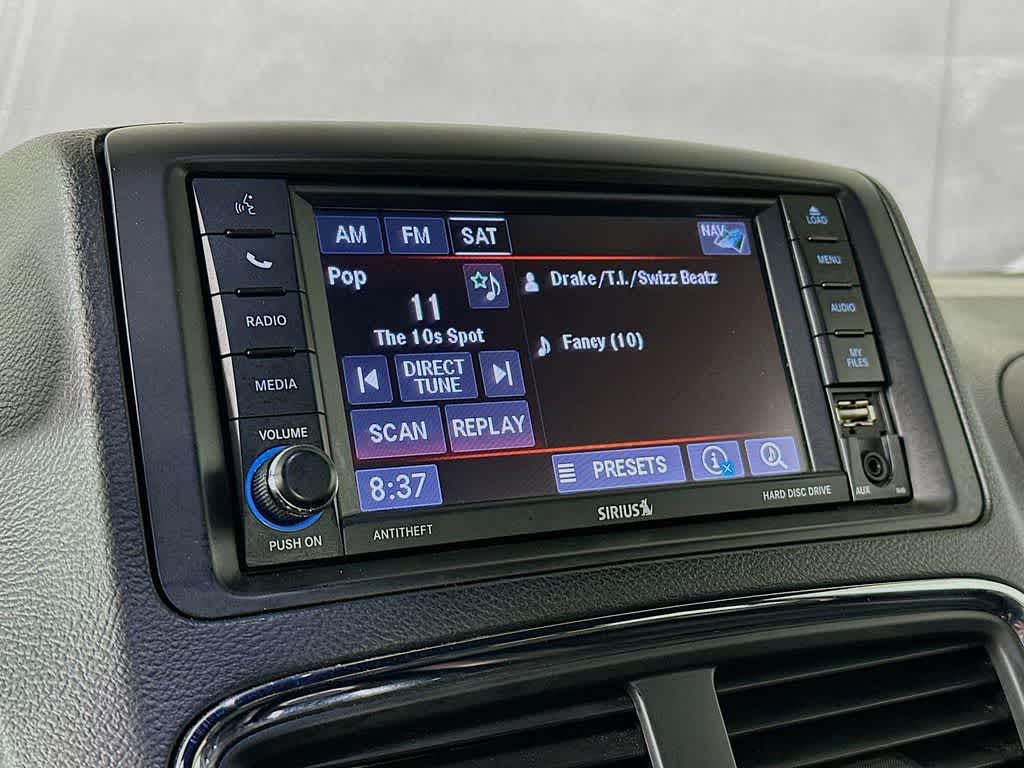 RADIO
MEDIA
VOLUME
PUSH ON
AM FM SAT NAV
Pop
11
The 10s Spot
DIRECT
TUNE
SCAN REPLAY
8:37
Drake/T.I./Swizz Beatz
Fancy (10)
PRESETS
ANTITHEFT
SIRIUS
HARD DISC DRIVE
LOAD
MENU
AUDIO
MY
FILES
AUX